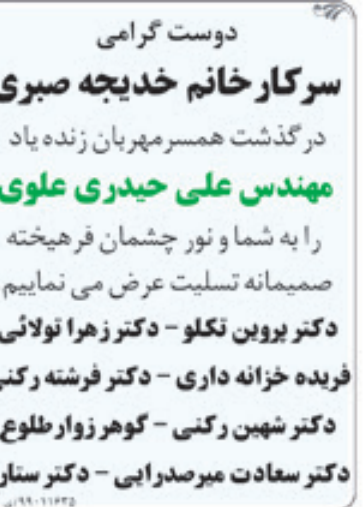 دوست گرامی
سرکار خانم خدیجه صبری
درگذشت همسر مهربان زنده یاد
مهندس علی حیدری علوی
را به شما و نور چشمان فرهیخته
صمیمانه تسلیت عرض می نماییم
دکتر پروین تکلو - دکتر زهرا تولائی
فریده خزانه داری - دکتر فرشته رکنی
دکتر شهین رکنی - گوهر زوار طلوع
دکتر سعادت میرصدرایی - دکتر ستار
۹۹۰۱۱۶۳۵